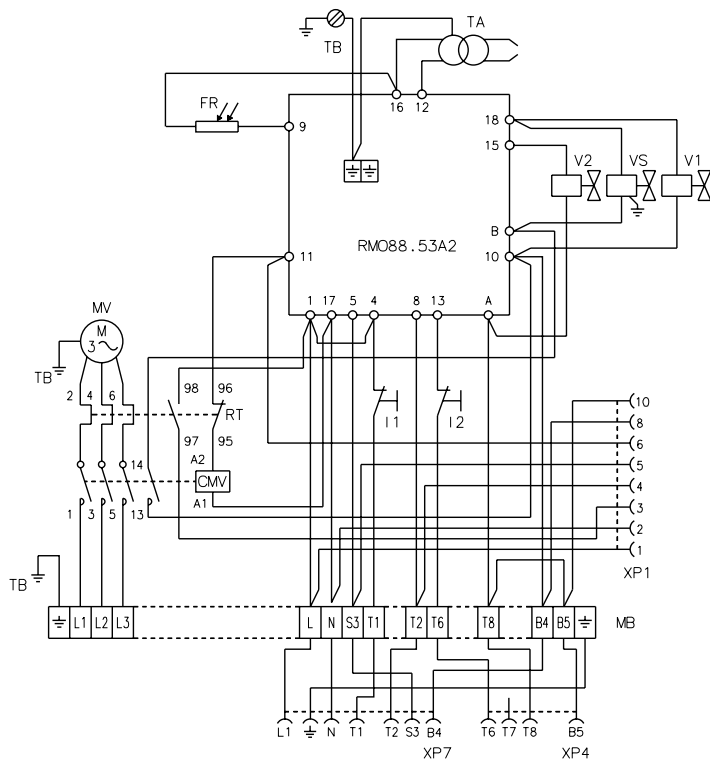 TB
TA
FR
16 12
9
18
15
V2 VS V1
B
RMO88.53A2
11
10
1 17 5 4 8 13 A
MV
M
3
TB
2 4 6
98 96
RT
I1 I2
97 95
10
8
6
A2
14
5
CMV
4
A1
1 3 5 13
3
2
1
XP1
TB
L1 L2 L3 L N S3 T1 T2 T6 T8 B4 B5 MB
L1 N T1 T2 S3 B4 T6 T7 T8 B5
XP7 XP4